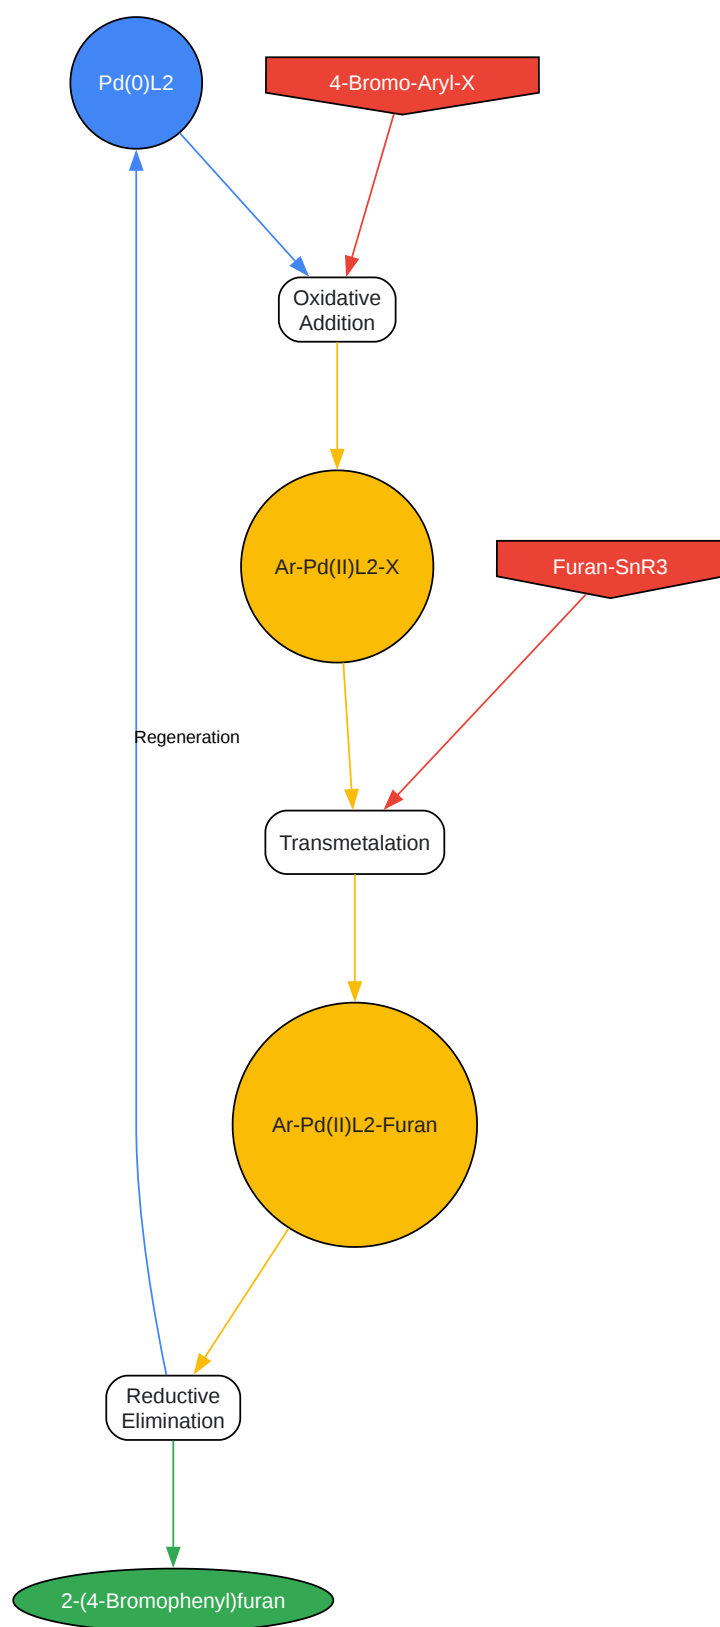 Pd(0)L2
4-Bromo-Aryl-X
Oxidative
Addition
Ar-Pd(II)L2-X
Furan-SnR3
Regeneration
Transmetalation
Ar-Pd(II)L2-Furan
Reductive
Elimination
2-(4-Bromophenyl)furan